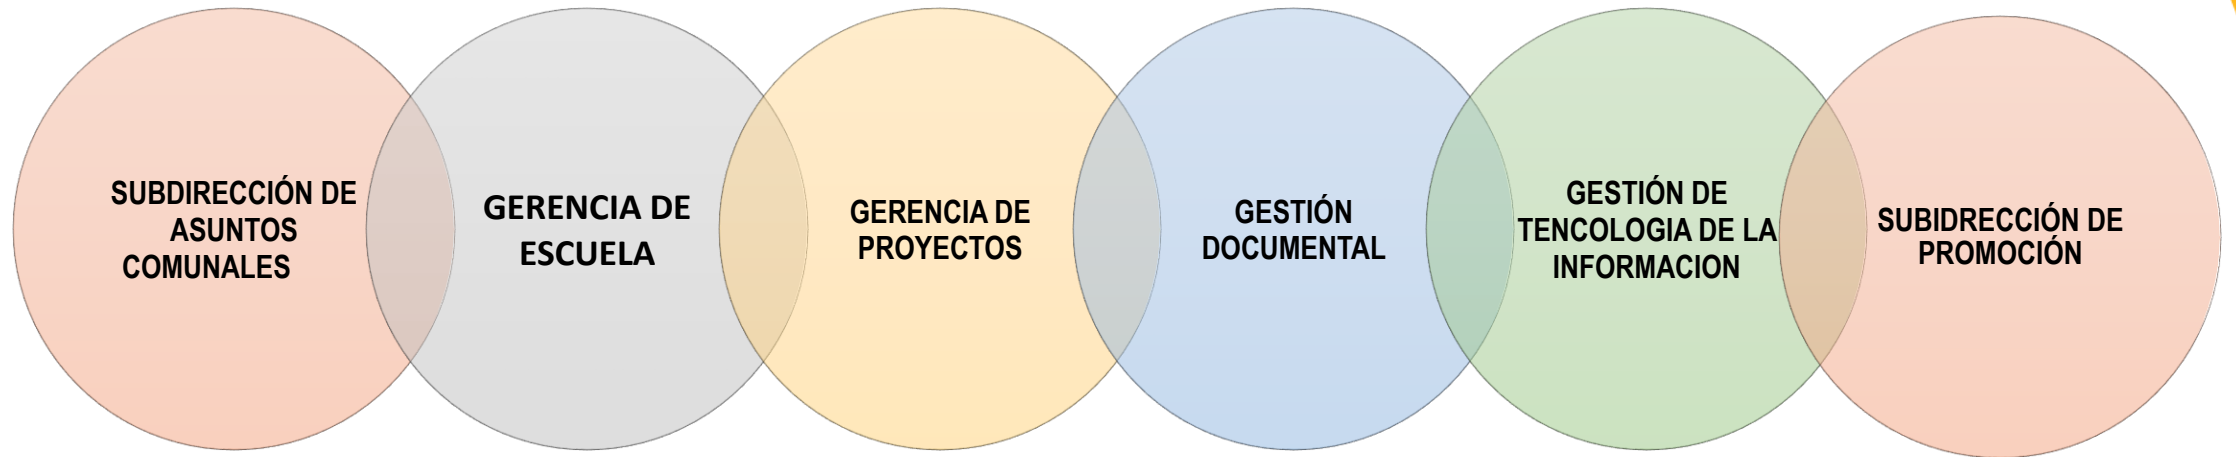 SUBDIRECCIÓN DE
ASUNTOS
COMUNALES
GERENCIA DE
ESCUELA
GERENCIA DE
PROYECTOS
GESTIÓN
DOCUMENTAL
GESTIÓN DE
TENCOLOGIA DE LA
INFORMACION
SUBIDRECCIÓN DE
PROMOCIÓN